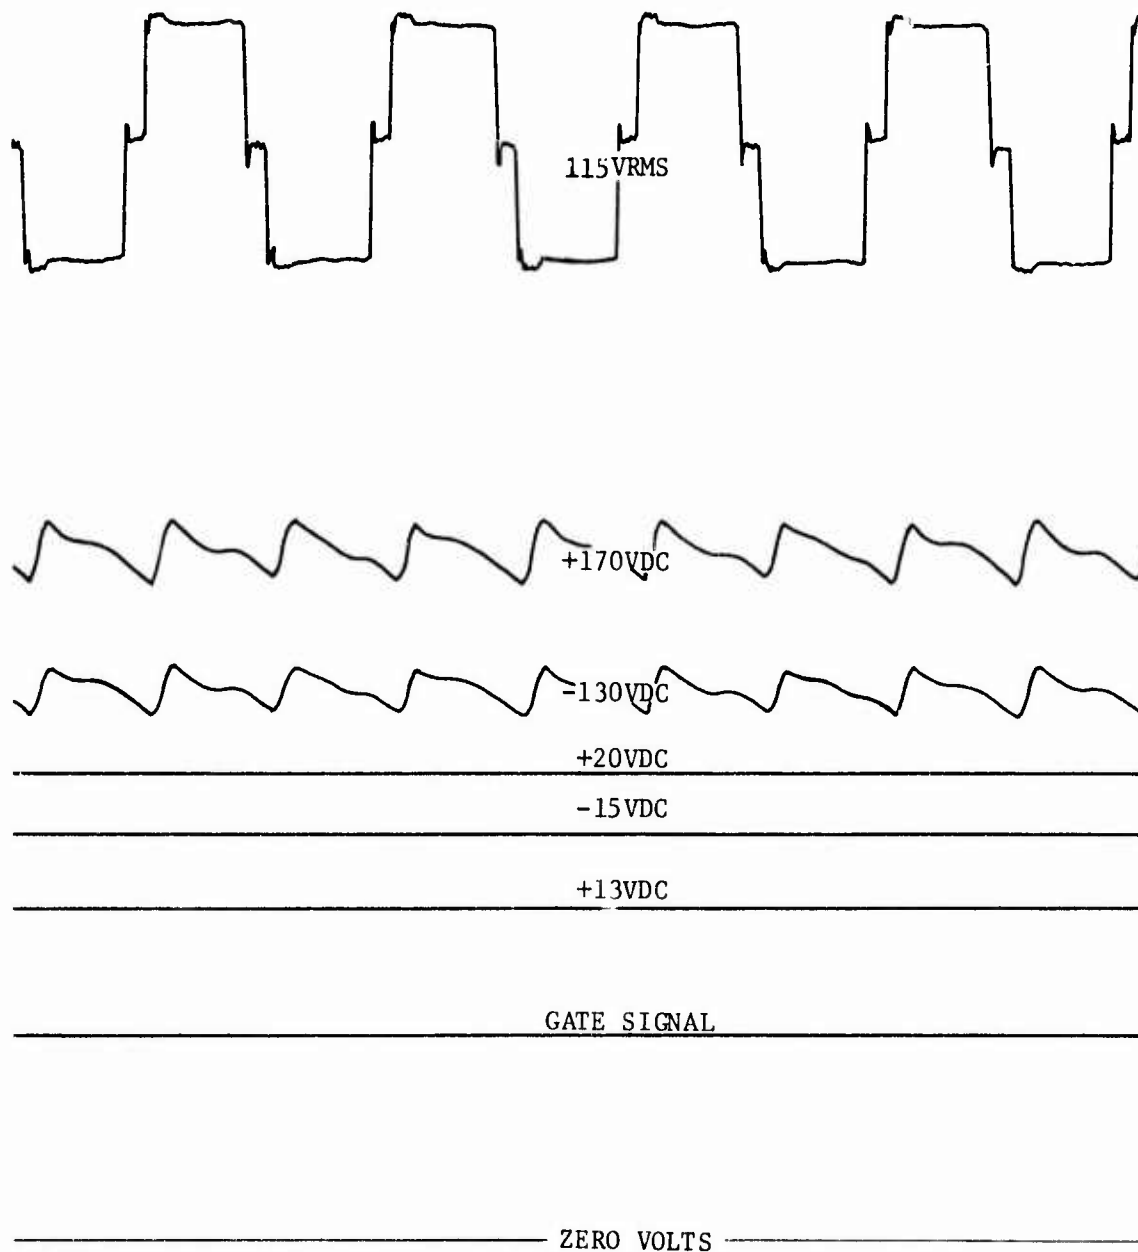 115VRMS
+170VDC
-130VDC
+20VDC
-15VDC
+13VDC
GATE SIGNAL
ZERO VOLTS